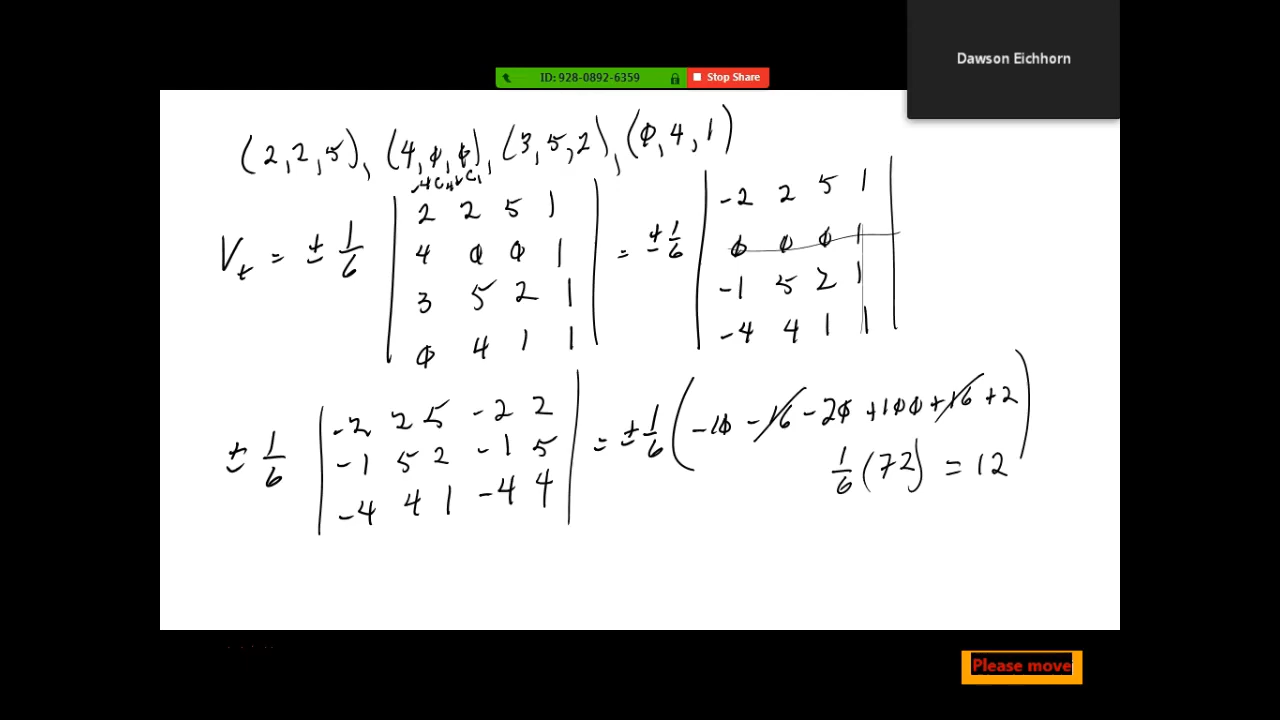 Dawson Eichhorn
ID: 928-0892-6359 Stop Share
(2,2,5), (4,0,0), (3,5,2), (0,4,1)
V_t = ± 1/6 | 2 2 5 1 | = ± 1/6 | -2 2 5 1 |
| 4 0 0 1 | | 0 0 0 1 |
| 3 5 2 1 | | -1 5 2 1 |
| 0 4 1 1 | | -4 4 1 1 |
± 1/6 | -2 2 5 -2 2 | = ± 1/6 ( -10 - 16 - 20 + 100 + 16 + 2 )
| -1 5 2 -1 5 |
| -4 4 1 -4 4 |
1/6 (72) = 12
Please move